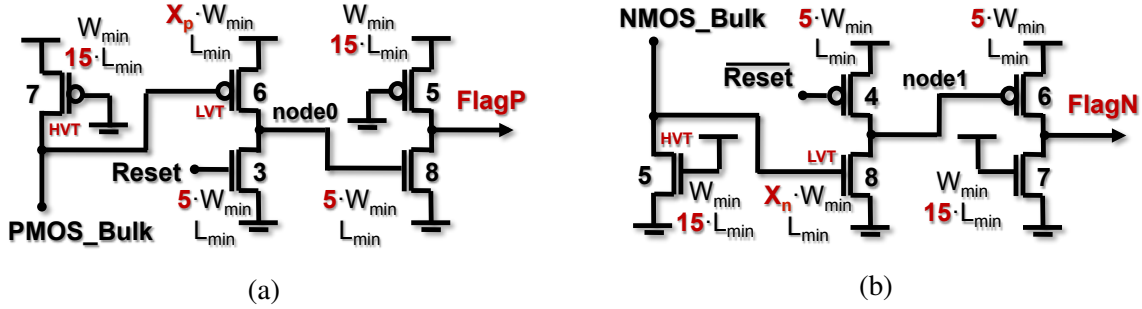 W_min
15·L_min
7
HVT
PMOS_Bulk
X_p·W_min
L_min
6
LVT
node0
Reset
3
5·W_min
L_min
W_min
15·L_min
5
FlagP
8
5·W_min
L_min
(a)
NMOS_Bulk
HVT
5
W_min
15·L_min
5·W_min
L_min
R̅e̅s̅e̅t̅
4
node1
LVT
8
X_n·W_min
L_min
5·W_min
L_min
6
FlagN
7
W_min
15·L_min
(b)